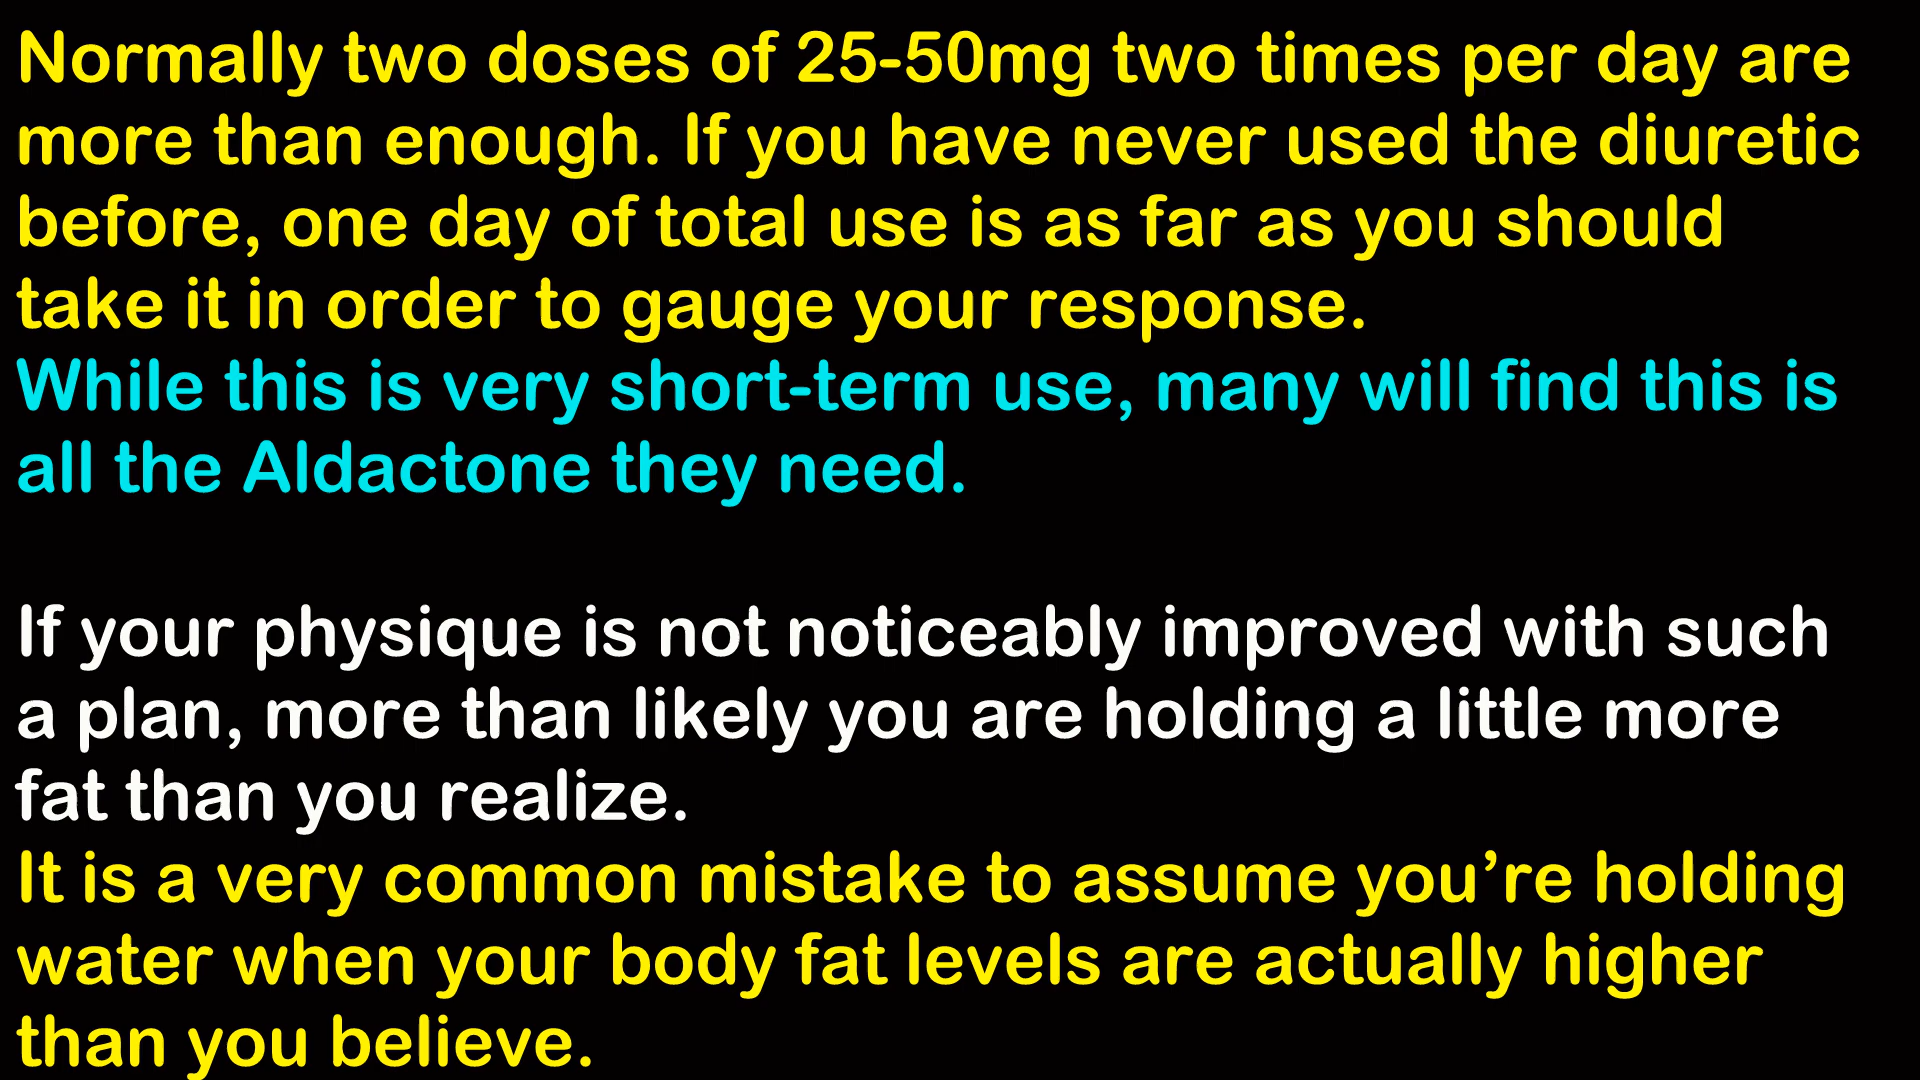 Normally two doses of 25-50mg two times per day are
more than enough. If you have never used the diuretic
before, one day of total use is as far as you should
take it in order to gauge your response.
While this is very short-term use, many will find this is
all the Aldactone they need.
If your physique is not noticeably improved with such
a plan, more than likely you are holding a little more
fat than you realize.
It is a very common mistake to assume you’re holding
water when your body fat levels are actually higher
than you believe.